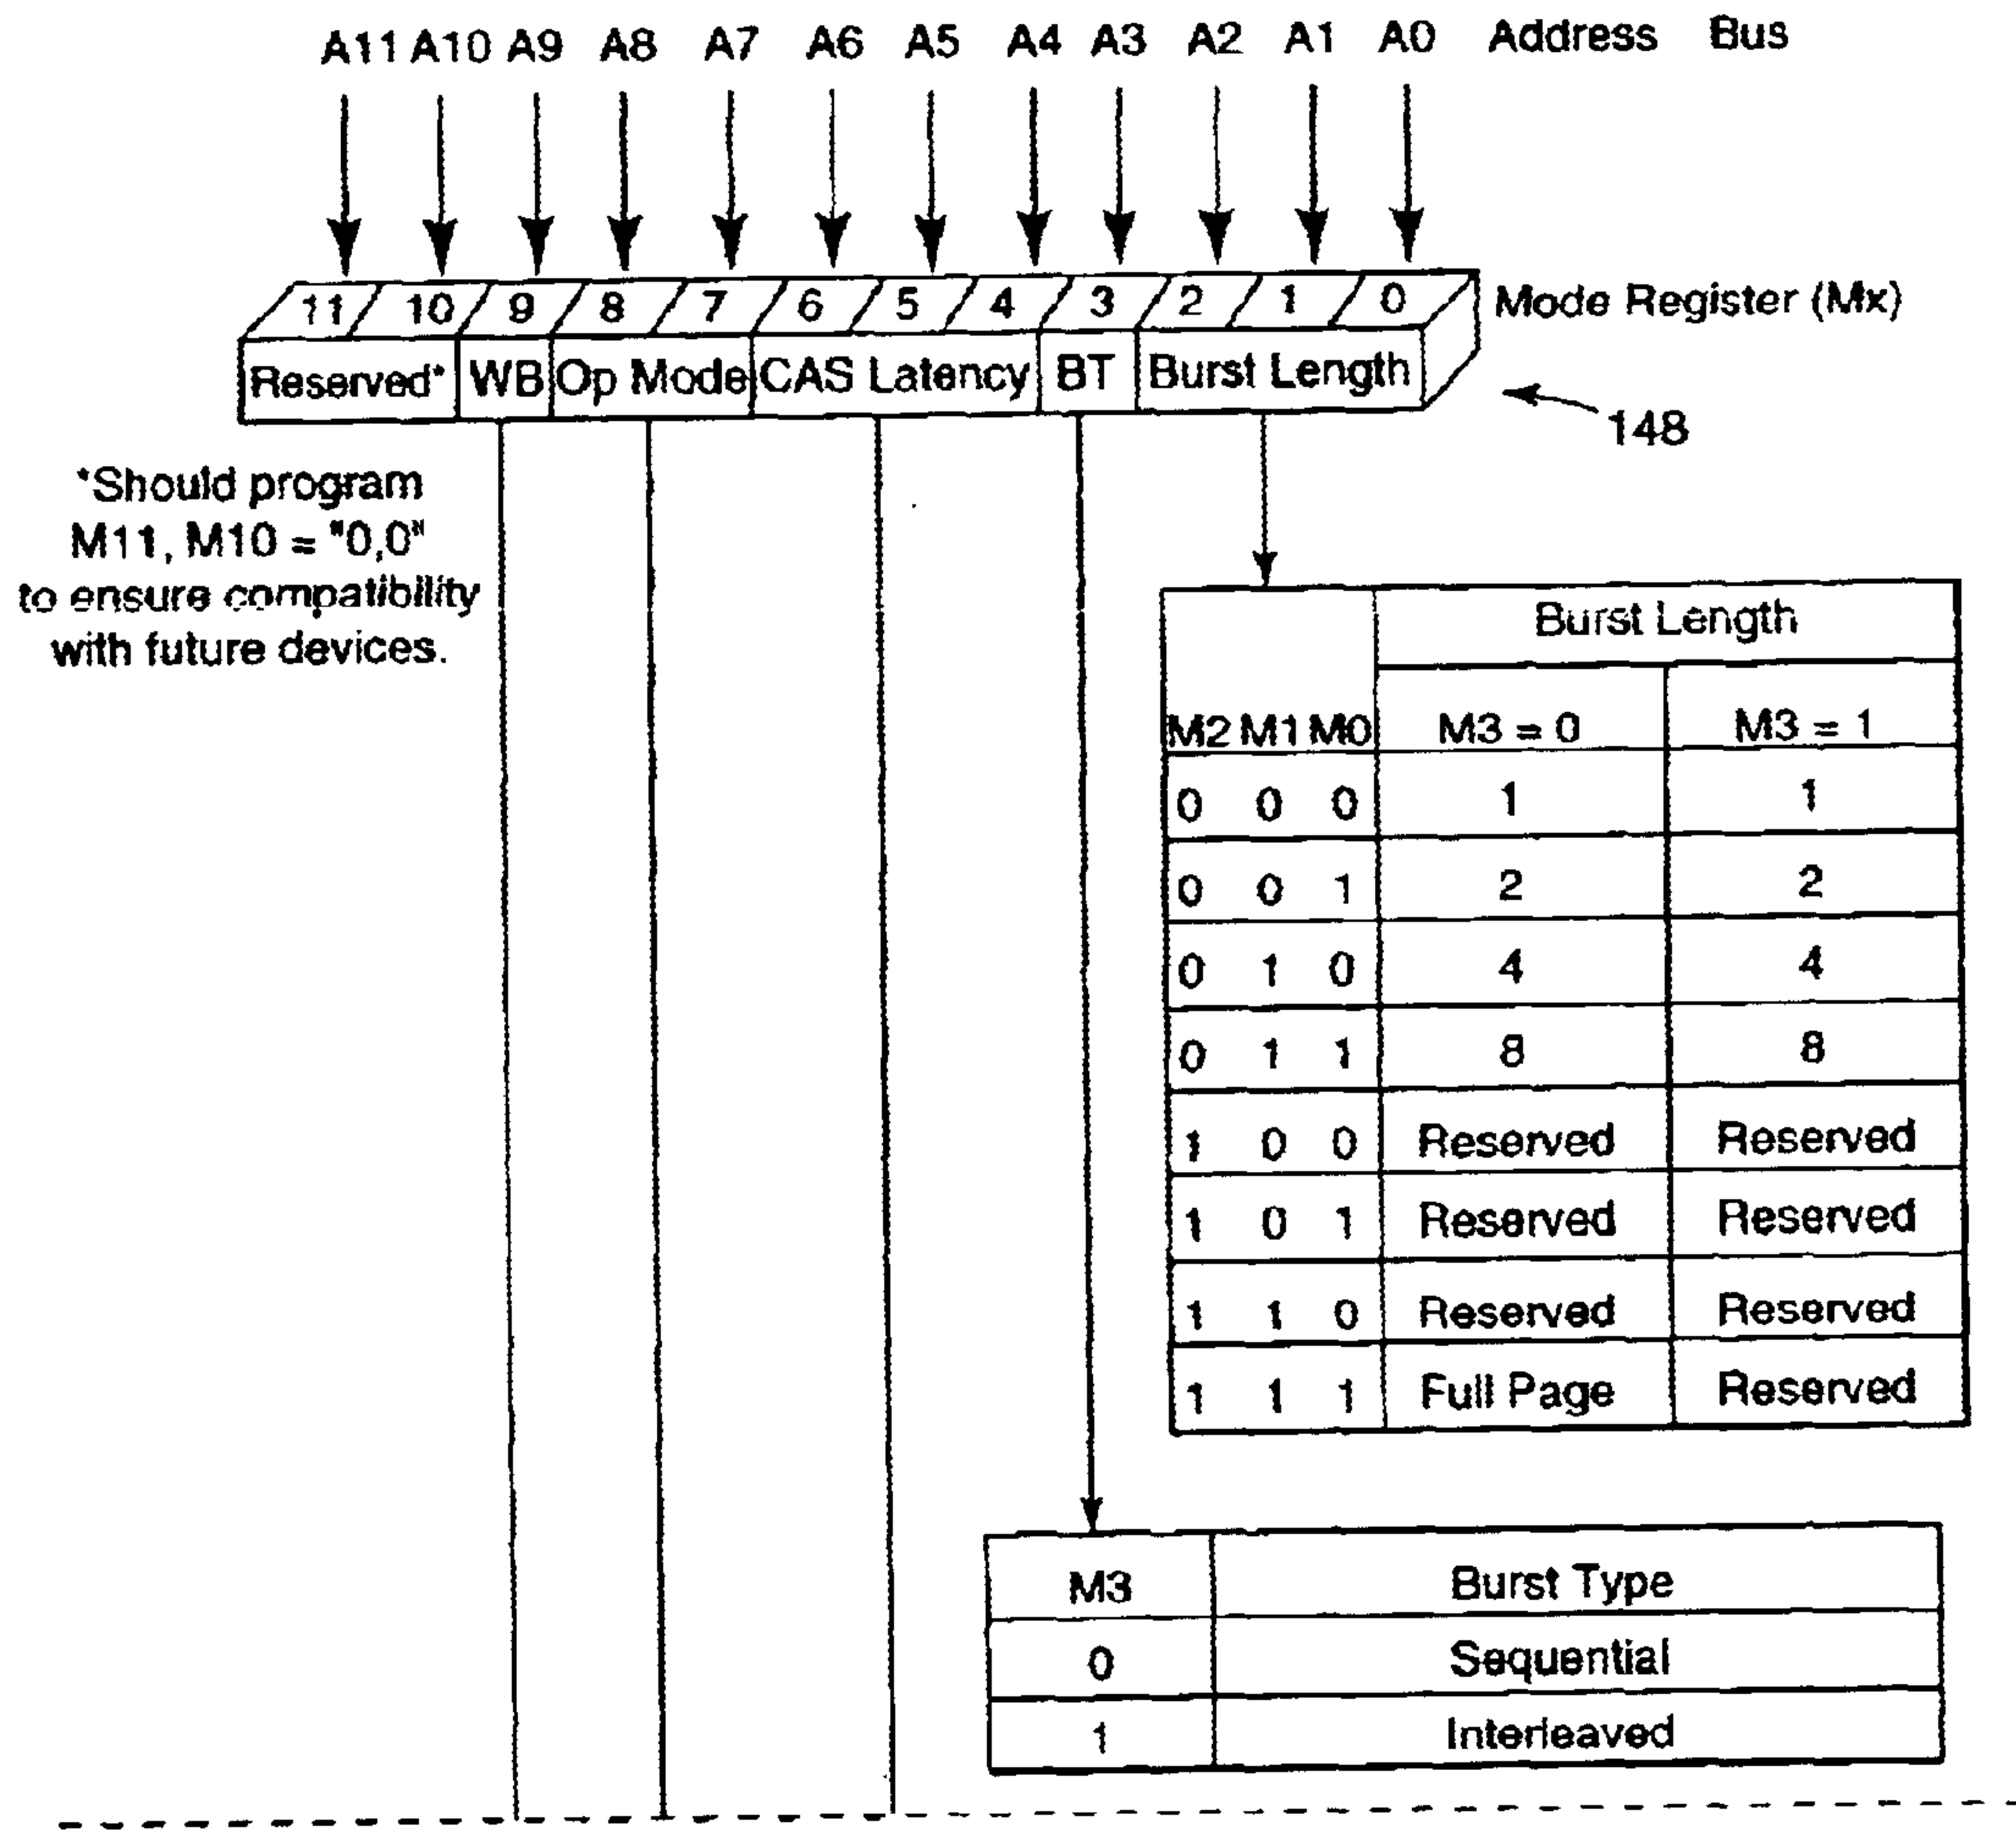 A11 A10 A9 A8 A7 A6 A5 A4 A3 A2 A1 A0 Address Bus
11 10 9 8 7 6 5 4 3 2 1 0 Mode Register (Mx)
Reserved* WB Op Mode CAS Latency BT Burst Length
148
*Should program
M11, M10 = "0,0"
to ensure compatibility
with future devices.
Burst Length
M2 M1 M0 M3 = 0 M3 = 1
0 0 0 1 1
0 0 1 2 2
0 1 0 4 4
0 1 1 8 8
1 0 0 Reserved Reserved
1 0 1 Reserved Reserved
1 1 0 Reserved Reserved
1 1 1 Full Page Reserved
M3 Burst Type
0 Sequential
1 Interleaved